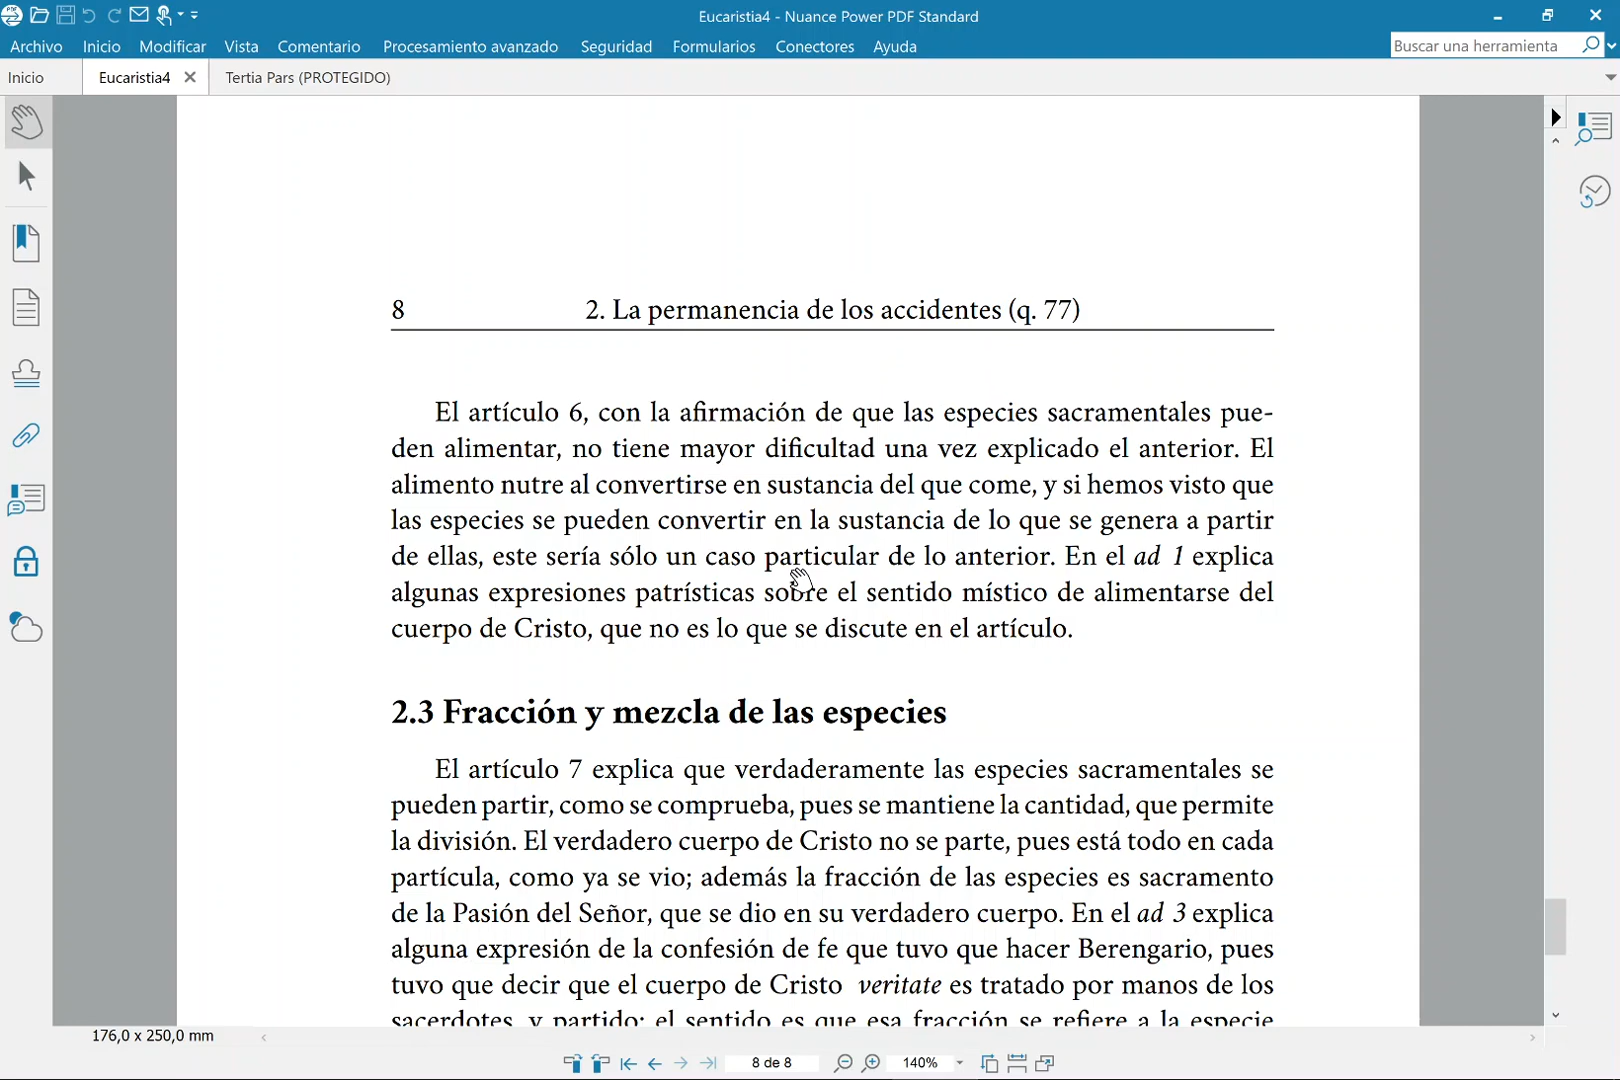 Eucaristia4 - Nuance Power PDF Standard
Archivo Inicio Modificar Vista Comentario Procesamiento avanzado Seguridad Formularios Conectores Ayuda
Buscar una herramienta
Inicio Eucaristia4 Tertia Pars (PROTEGIDO)
8 2. La permanencia de los accidentes (q. 77)
El artículo 6, con la afirmación de que las especies sacramentales pue-
den alimentar, no tiene mayor dificultad una vez explicado el anterior. El
alimento nutre al convertirse en sustancia del que come, y si hemos visto que
las especies se pueden convertir en la sustancia de lo que se genera a partir
de ellas, este sería sólo un caso particular de lo anterior. En el ad 1 explica
algunas expresiones patrísticas sobre el sentido místico de alimentarse del
cuerpo de Cristo, que no es lo que se discute en el artículo.
2.3 Fracción y mezcla de las especies
El artículo 7 explica que verdaderamente las especies sacramentales se
pueden partir, como se comprueba, pues se mantiene la cantidad, que permite
la división. El verdadero cuerpo de Cristo no se parte, pues está todo en cada
partícula, como ya se vio; además la fracción de las especies es sacramento
de la Pasión del Señor, que se dio en su verdadero cuerpo. En el ad 3 explica
alguna expresión de la confesión de fe que tuvo que hacer Berengario, pues
tuvo que decir que el cuerpo de Cristo veritate es tratado por manos de los
sacerdotes, y partido; el sentido es que esa fracción se refiere a la especie
176,0 x 250,0 mm
8 de 8 140%